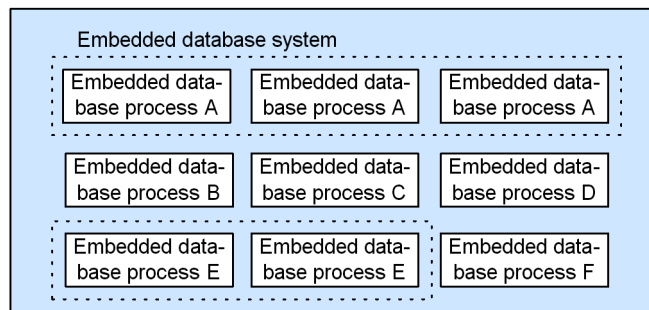 Embedded database system
Embedded data-
base process A
Embedded data-
base process A
Embedded data-
base process A
Embedded data-
base process B
Embedded data-
base process C
Embedded data-
base process D
Embedded data-
base process E
Embedded data-
base process E
Embedded data-
base process F